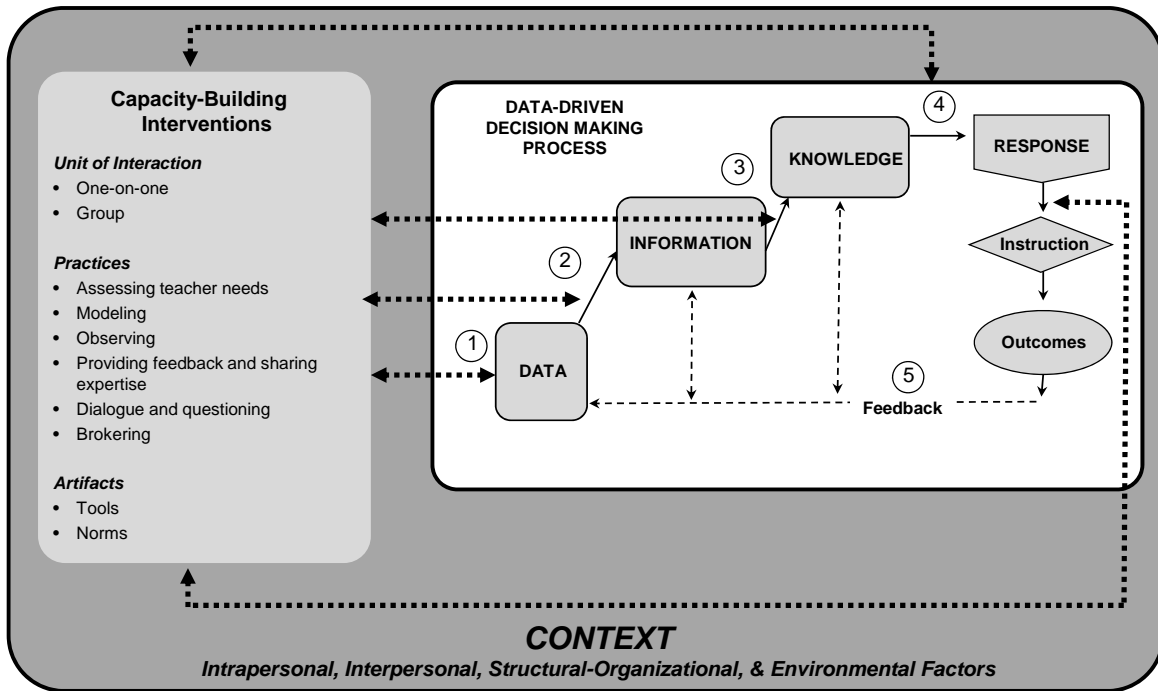 Capacity-Building
Interventions
Unit of Interaction
• One-on-one
• Group
Practices
• Assessing teacher needs
• Modeling
• Observing
• Providing feedback and sharing
expertise
• Dialogue and questioning
• Brokering
Artifacts
• Tools
• Norms
DATA-DRIVEN
DECISION MAKING
PROCESS
1
DATA
2
INFORMATION
3
KNOWLEDGE
4
RESPONSE
Instruction
Outcomes
5
Feedback
CONTEXT
Intrapersonal, Interpersonal, Structural-Organizational, & Environmental Factors